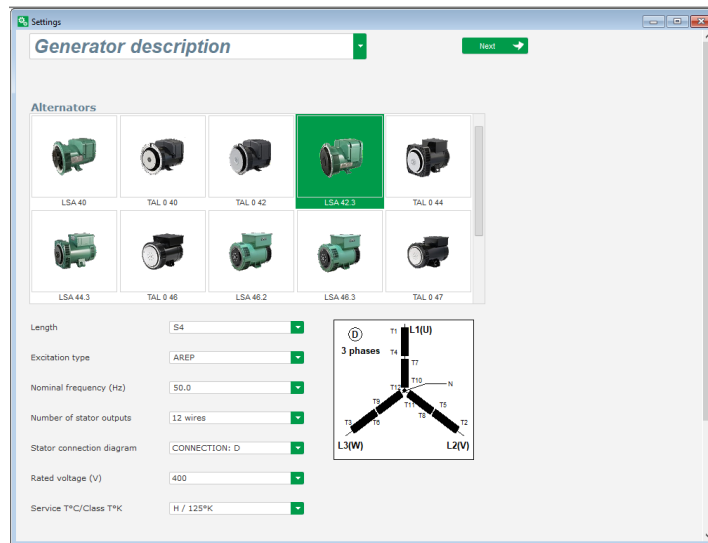 Settings
Generator description
Next
Alternators
LSA 40
TAL 0 40
TAL 0 42
LSA 42.3
TAL 0 44
LSA 44.3
TAL 0 46
LSA 46.2
LSA 46.3
TAL 0 47
Length
S4
Excitation type
AREP
Nominal frequency (Hz)
50.0
Number of stator outputs
12 wires
Stator connection diagram
CONNECTION: D
Rated voltage (V)
400
Service T°C/Class T°K
H / 125°K
D
3 phases
T1
L1(U)
T4
T7
T10
N
T12
T9
T11
T5
T3
T6
T8
T2
L3(W)
L2(V)